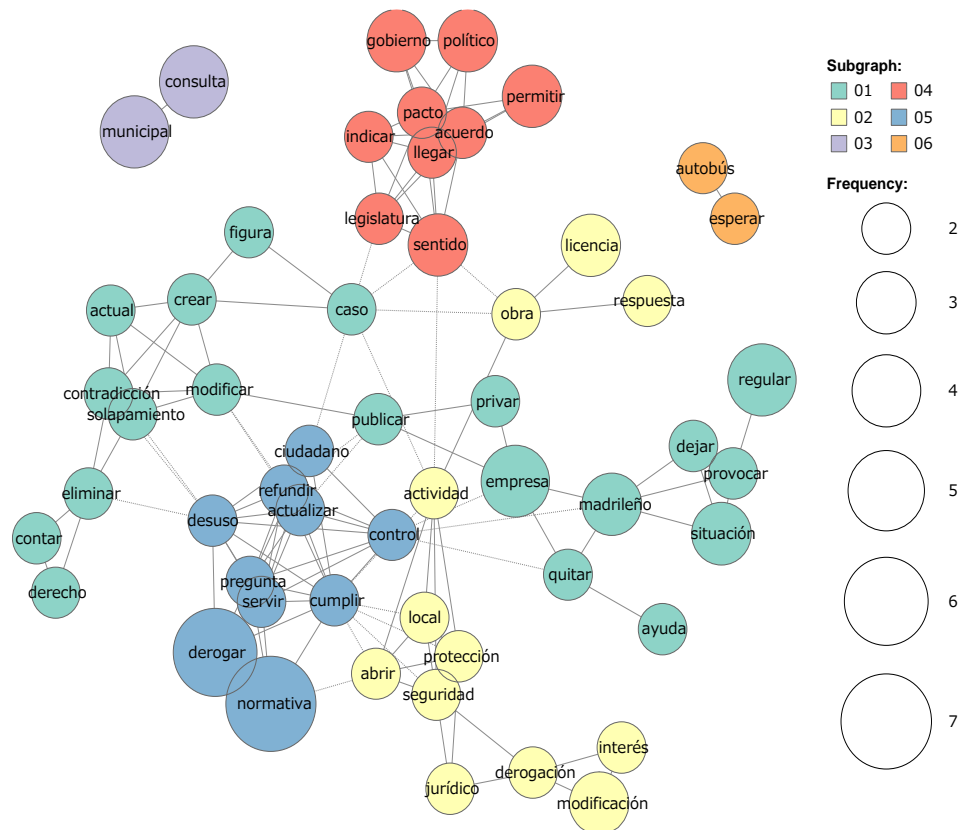 gobierno
político
consulta
permitir
pacto
municipal
acuerdo
indicar
llegar
autobús
legislatura
esperar
figura
sentido
licencia
crear
respuesta
actual
caso
obra
regular
contradicción
modificar
privar
solapamiento
publicar
dejar
ciudadano
provocar
empresa
refundir
eliminar
actividad
madrileño
actualizar
desuso
control
situación
contar
pregunta
quitar
derecho
servir
cumplir
local
ayuda
derogar
protección
abrir
seguridad
normativa
interés
derogación
jurídico
modificación
Subgraph:
01 04
02 05
03 06
Frequency:
2
3
4
5
6
7